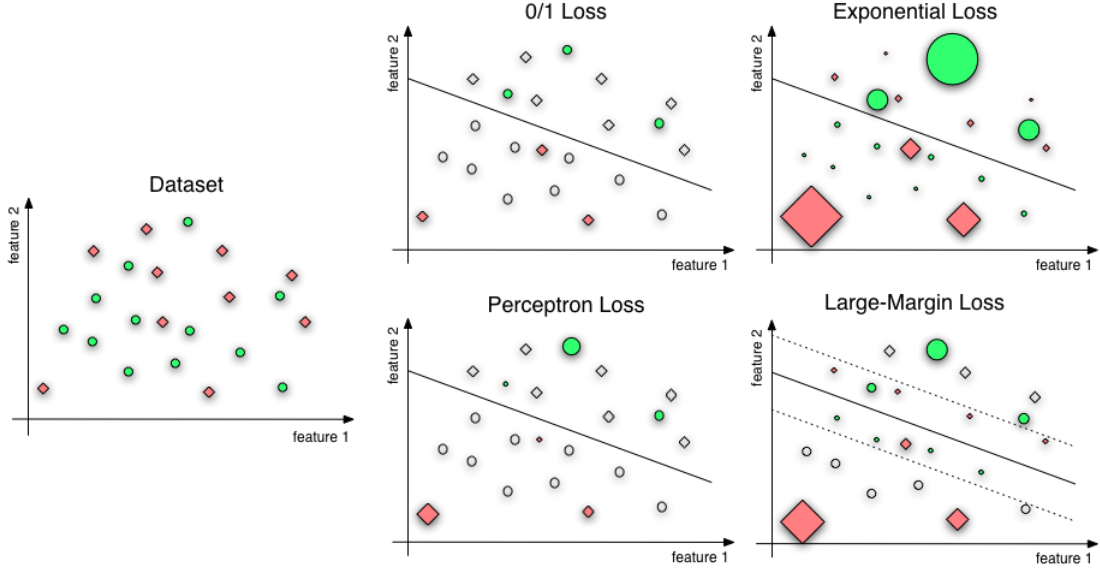 Dataset
feature 2
feature 1
0/1 Loss
feature 2
feature 1
Exponential Loss
feature 2
feature 1
Perceptron Loss
feature 2
feature 1
Large-Margin Loss
feature 2
feature 1